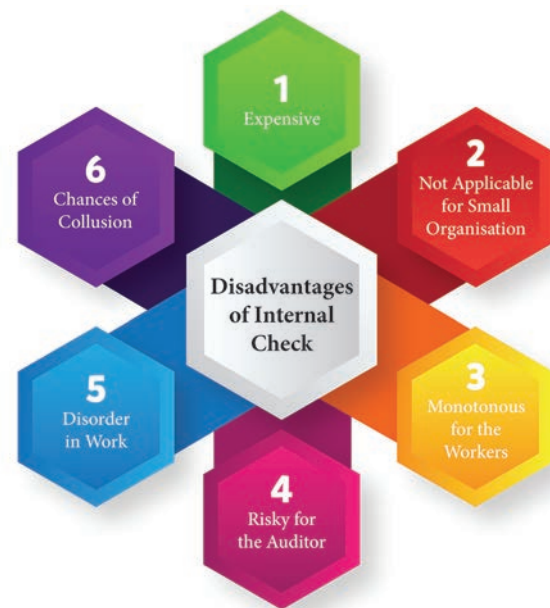 Disadvantages
of Internal
Check
1
Expensive
2
Not Applicable
for Small
Organisation
3
Monotonous
for the
Workers
4
Risky for
the Auditor
5
Disorder
in Work
6
Chances of
Collusion